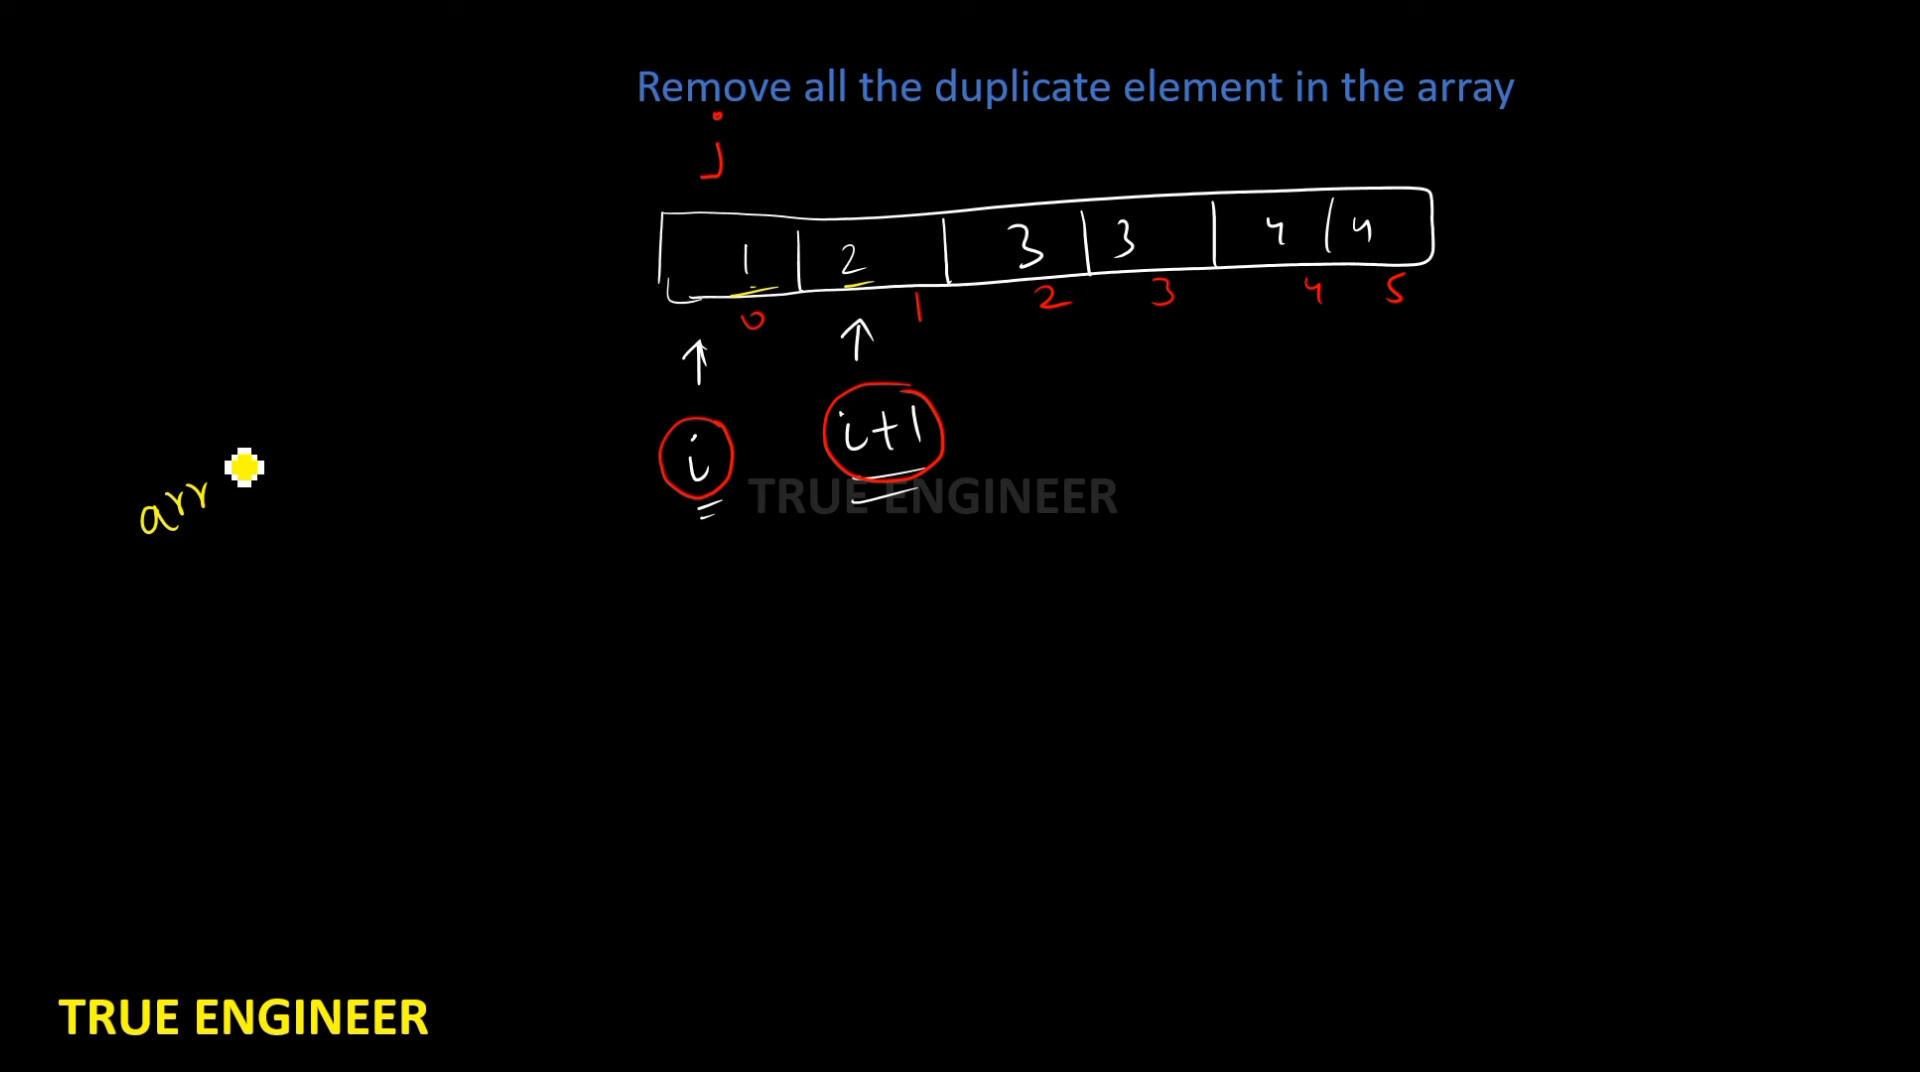 Remove all the duplicate element in the array
j
1 2 3 3 4 4
0 1 2 3 4 5
i i+1
TRUE ENGINEER
arr
TRUE ENGINEER